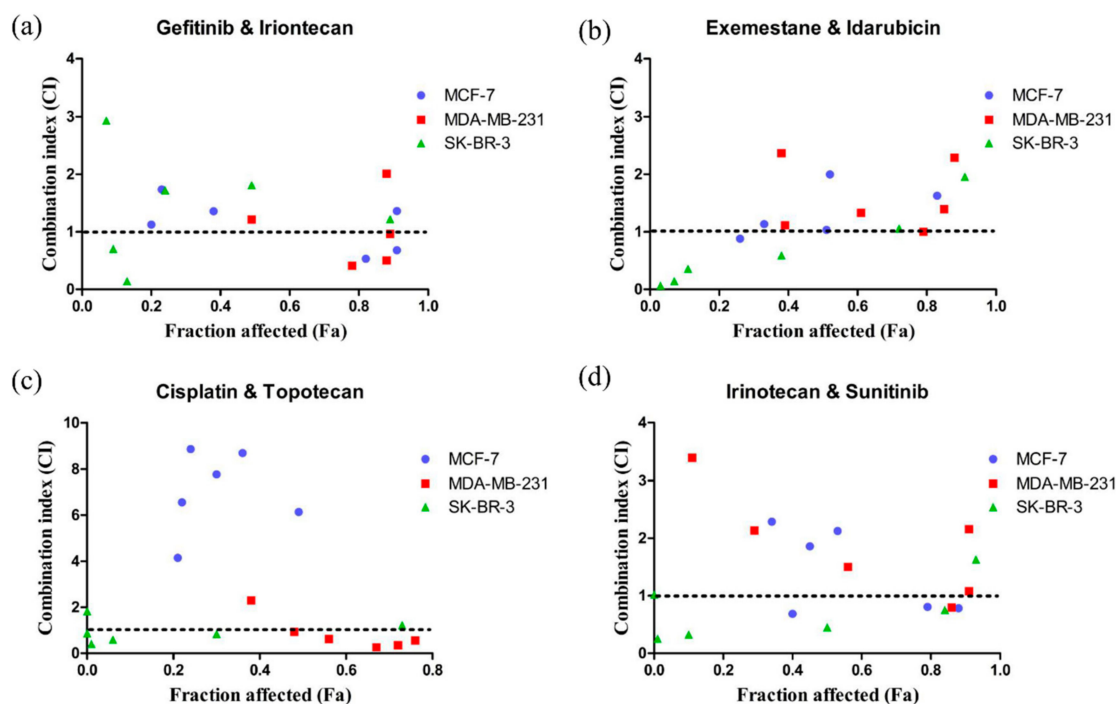 (a)
Gefitinib & Iriontecan
Combination index (CI)
4
3
2
1
0
0.0 0.2 0.4 0.6 0.8 1.0
Fraction affected (Fa)
MCF-7
MDA-MB-231
SK-BR-3
(b)
Exemestane & Idarubicin
Combination index (CI)
4
3
2
1
0
0.0 0.2 0.4 0.6 0.8 1.0
Fraction affected (Fa)
MCF-7
MDA-MB-231
SK-BR-3
(c)
Cisplatin & Topotecan
Combination index (CI)
10
8
6
4
2
0
0.0 0.2 0.4 0.6 0.8
Fraction affected (Fa)
MCF-7
MDA-MB-231
SK-BR-3
(d)
Irinotecan & Sunitinib
Combination index (CI)
4
3
2
1
0
0.0 0.2 0.4 0.6 0.8 1.0
Fraction affected (Fa)
MCF-7
MDA-MB-231
SK-BR-3